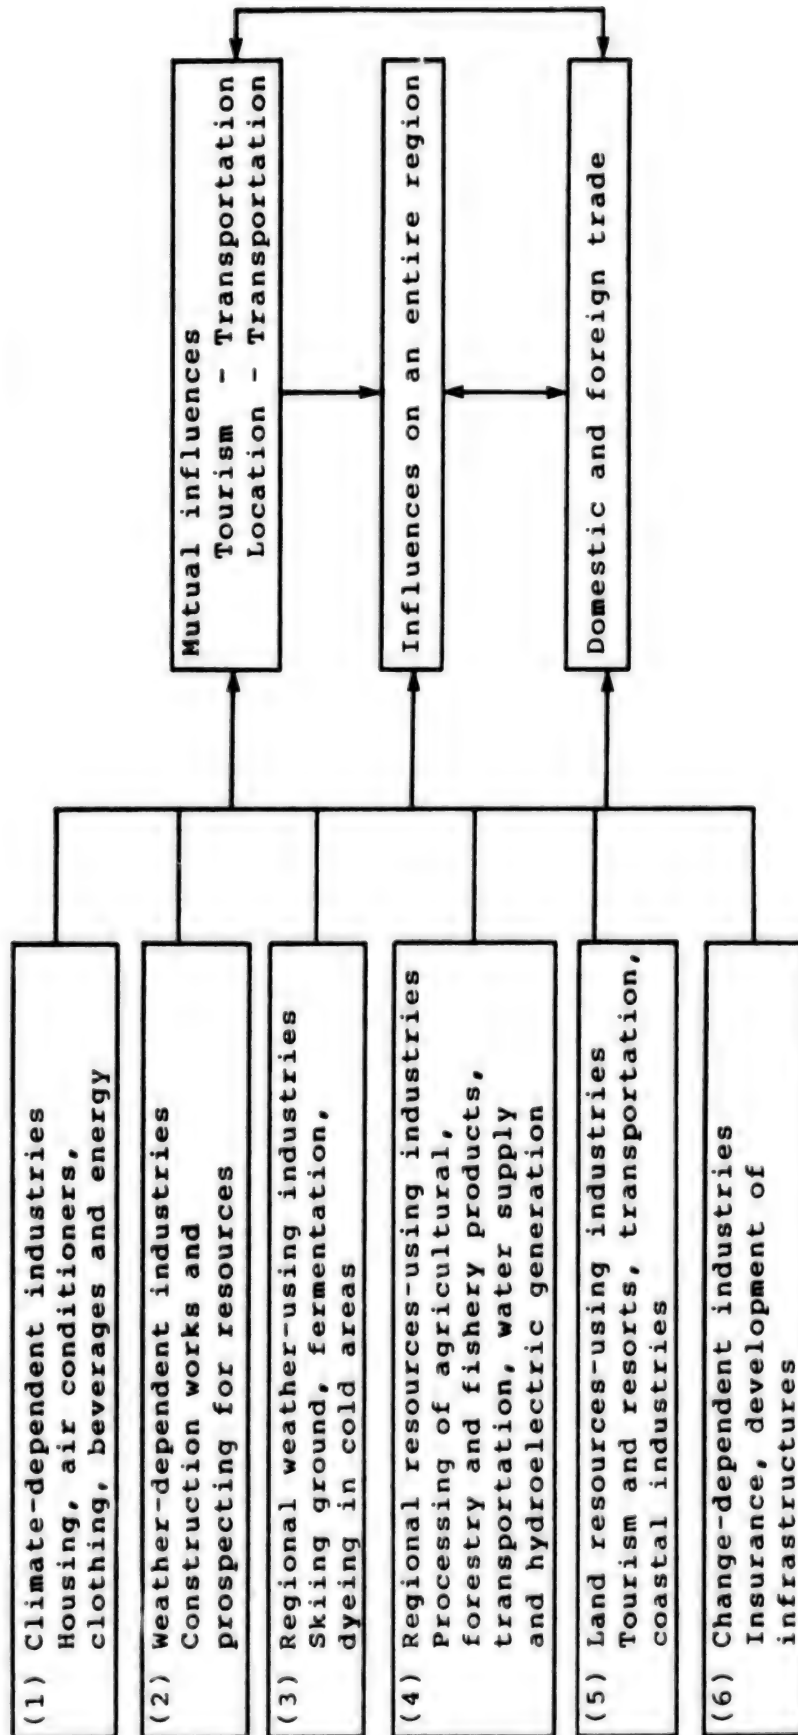 (1) Climate-dependent industries
Housing, air conditioners,
clothing, beverages and energy
(2) Weather-dependent industries
Construction works and
prospecting for resources
(3) Regional weather-using industries
Skiing ground, fermentation,
dyeing in cold areas
(4) Regional resources-using industries
Processing of agricultural,
forestry and fishery products,
transportation, water supply
and hydroelectric generation
(5) Land resources-using industries
Tourism and resorts, transportation,
coastal industries
(6) Change-dependent industries
Insurance, development of
infrastructures
Mutual influences
Tourism - Transportation
Location - Transportation
Influences on an entire region
Domestic and foreign trade